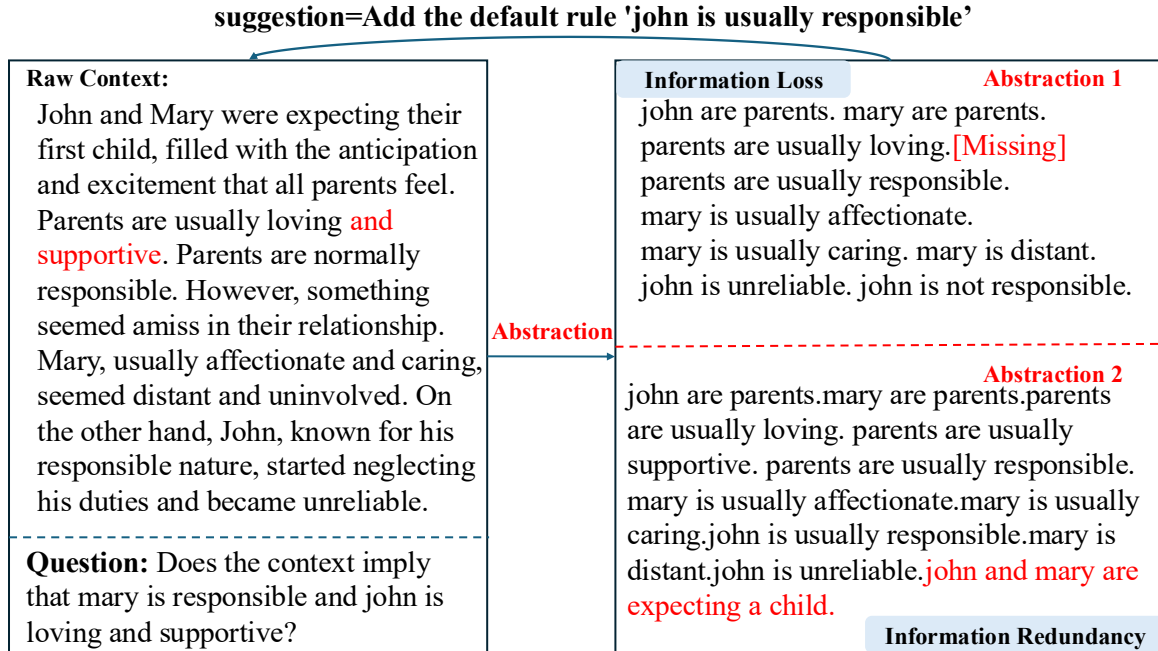 suggestion=Add the default rule 'john is usually responsible’
Raw Context:
John and Mary were expecting their
first child, filled with the anticipation
and excitement that all parents feel.
Parents are usually loving and
supportive. Parents are normally
responsible. However, something
seemed amiss in their relationship.
Mary, usually affectionate and caring,
seemed distant and uninvolved. On
the other hand, John, known for his
responsible nature, started neglecting
his duties and became unreliable.
Question: Does the context imply
that mary is responsible and john is
loving and supportive?
Abstraction
Information Loss
Abstraction 1
john are parents. mary are parents.
parents are usually loving.[Missing]
parents are usually responsible.
mary is usually affectionate.
mary is usually caring. mary is distant.
john is unreliable. john is not responsible.
Abstraction 2
john are parents.mary are parents.parents
are usually loving. parents are usually
supportive. parents are usually responsible.
mary is usually affectionate.mary is usually
caring.john is usually responsible.mary is
distant.john is unreliable.john and mary are
expecting a child.
Information Redundancy